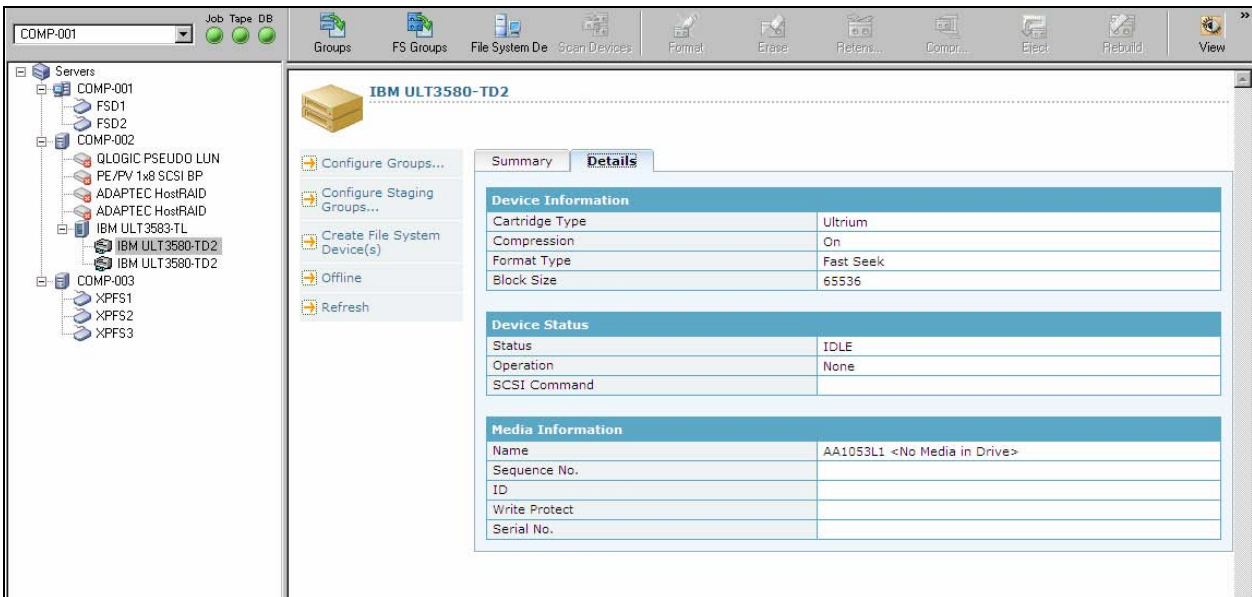 Job Tape DB
COMP-001
Groups
FS Groups
File System De
Scan Devices
Format
Erase
Retens...
Compr...
Eject
Rebuild
View
»
Servers
COMP-001
FSD1
FSD2
COMP-002
QLOGIC PSEUDO LUN
PE/PV 1x8 SCSI BP
ADAPTEC HostRAID
ADAPTEC HostRAID
IBM ULT3583-TL
IBM ULT3580-TD2
IBM ULT3580-TD2
COMP-003
XPFS1
XPFS2
XPFS3
IBM ULT3580-TD2
Configure Groups...
Configure Staging
Groups...
Create File System
Device(s)
Offline
Refresh
Summary Details
Device Information
Cartridge Type Ultrium
Compression On
Format Type Fast Seek
Block Size 65536
Device Status
Status IDLE
Operation None
SCSI Command
Media Information
Name AA1053L1 <No Media in Drive>
Sequence No.
ID
Write Protect
Serial No.